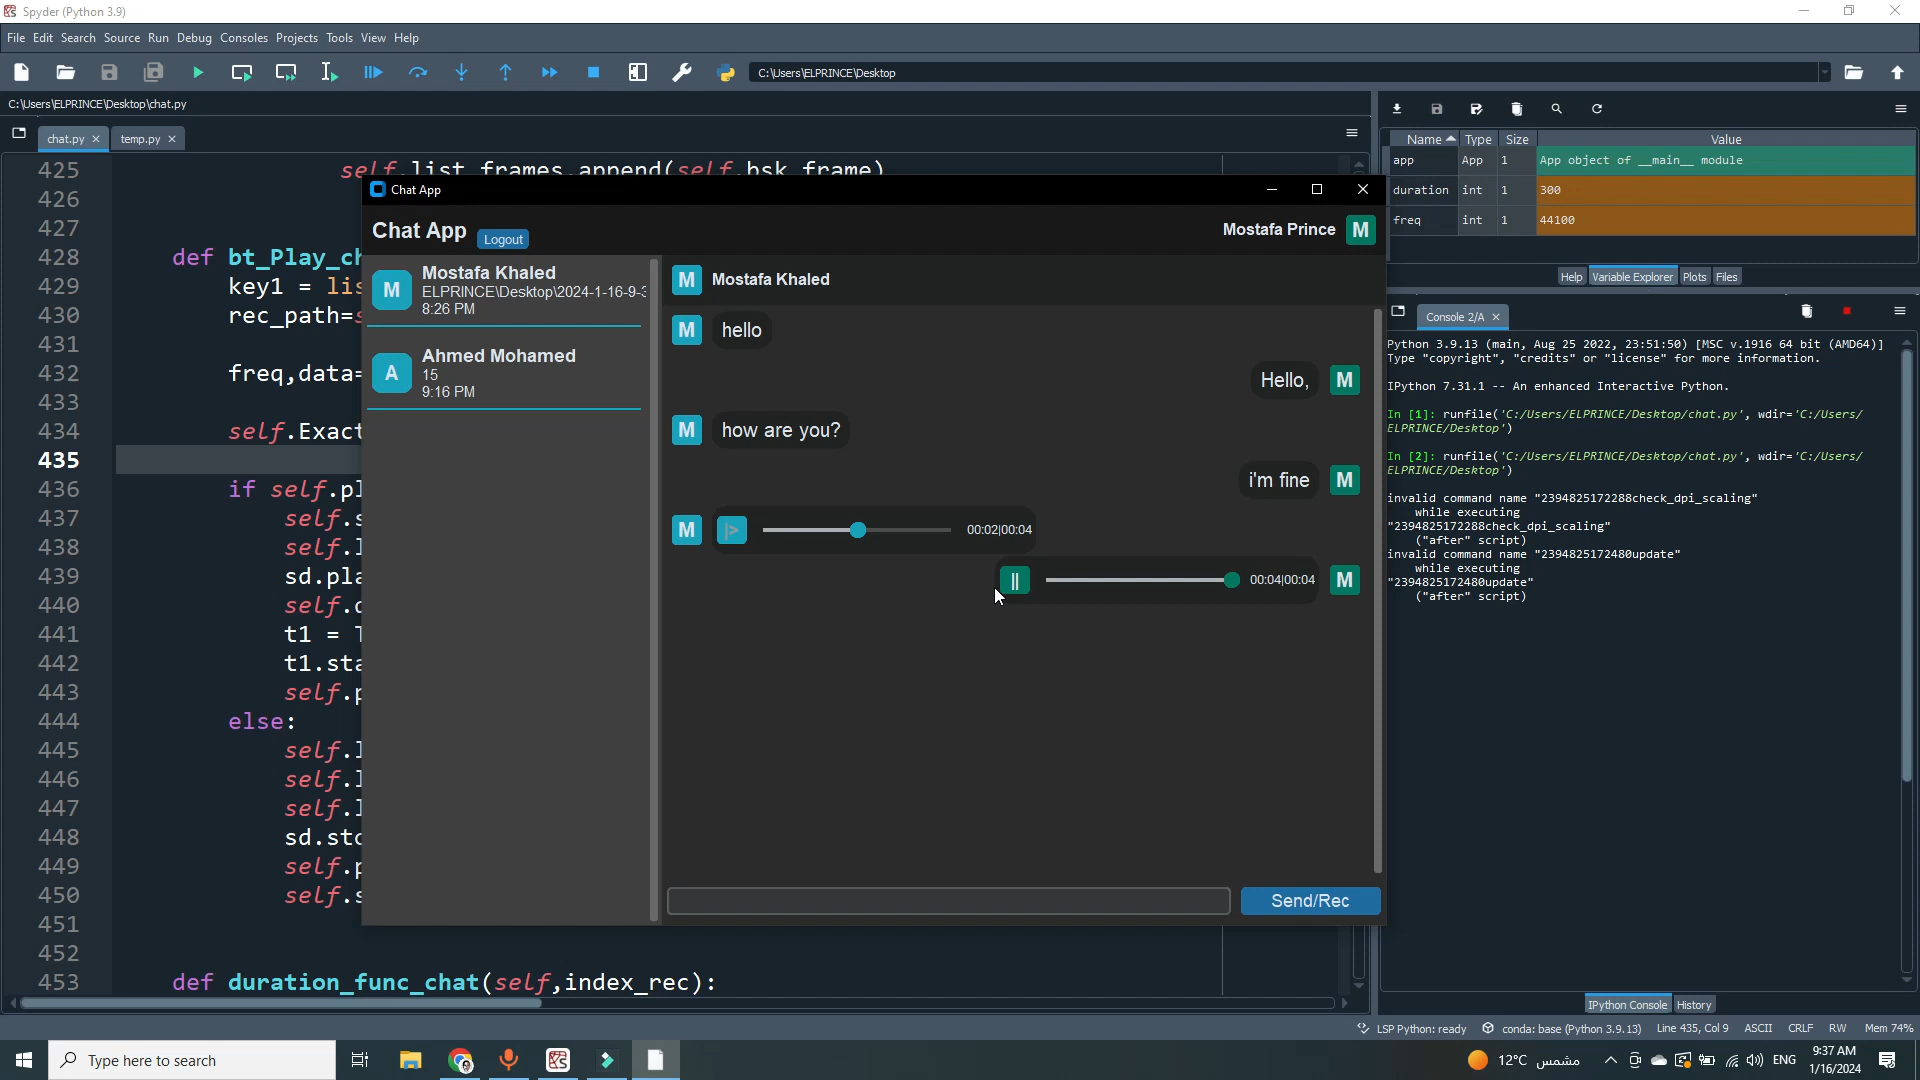 Spyder (Python 3.9)
File Edit Search Source Run Debug Consoles Projects Tools View Help
C:\Users\ELPRINCE\Desktop
C:\Users\ELPRINCE\Desktop\chat.py
chat.py
temp.py
425 self.list_frames.append(self.bsk_frame)
426
427
428 def bt_Play_ch
429 key1 = lis
430 rec_path=s
431
432 freq,data=
433
434 self.Exact
435
436 if self.pl
437 self.s
438 self.l
439 sd.pla
440 self.d
441 t1 = T
442 t1.sta
443 self.p
444 else:
445 self.l
446 self.l
447 self.l
448 sd.sto
449 self.p
450 self.s
451
452
453 def duration_func_chat(self,index_rec):
Chat App
Chat App
Logout
Mostafa Prince M
M
Mostafa Khaled
ELPRINCE\Desktop\2024-1-16-9-3
8:26 PM
A
Ahmed Mohamed
15
9:16 PM
M Mostafa Khaled
M hello
Hello, M
M how are you?
i'm fine M
M |> 00:02|00:04
|| 00:04|00:04 M
Send/Rec
Name Type Size Value
app App 1 App object of __main__ module
duration int 1 300
freq int 1 44100
Help Variable Explorer Plots Files
Console 2/A
Python 3.9.13 (main, Aug 25 2022, 23:51:50) [MSC v.1916 64 bit (AMD64)]
Type "copyright", "credits" or "license" for more information.
IPython 7.31.1 -- An enhanced Interactive Python.
In [1]: runfile('C:/Users/ELPRINCE/Desktop/chat.py', wdir='C:/Users/
ELPRINCE/Desktop')
In [2]: runfile('C:/Users/ELPRINCE/Desktop/chat.py', wdir='C:/Users/
ELPRINCE/Desktop')
invalid command name "2394825172288check_dpi_scaling"
while executing
"2394825172288check_dpi_scaling"
("after" script)
invalid command name "2394825172480update"
while executing
"2394825172480update"
("after" script)
IPython Console History
LSP Python: ready conda: base (Python 3.9.13) Line 435, Col 9 ASCII CRLF RW Mem 74%
Type here to search
12°C مشمس
ENG
9:37 AM
1/16/2024